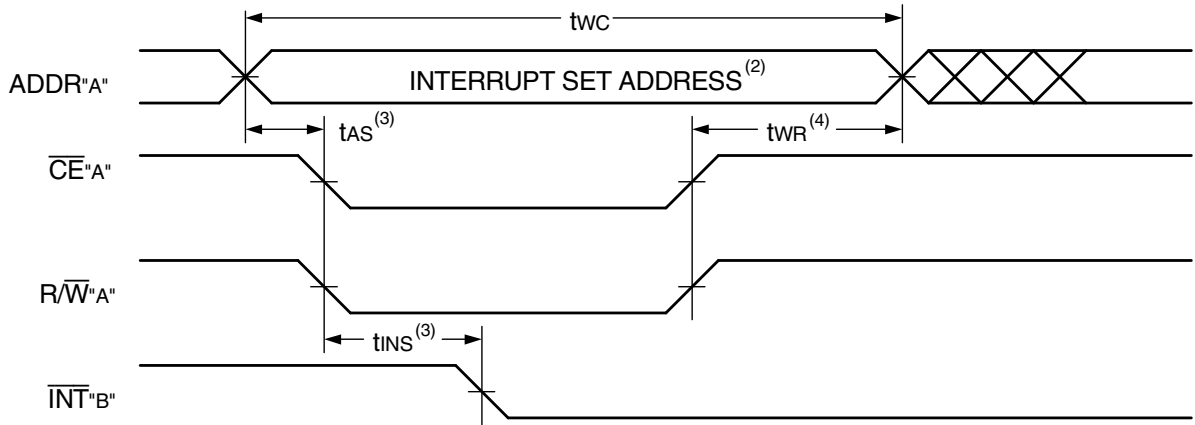 tWC
ADDR"A"
INTERRUPT SET ADDRESS(2)
tAS(3)
tWR(4)
CE"A"
R/W"A"
tINS(3)
INT"B"